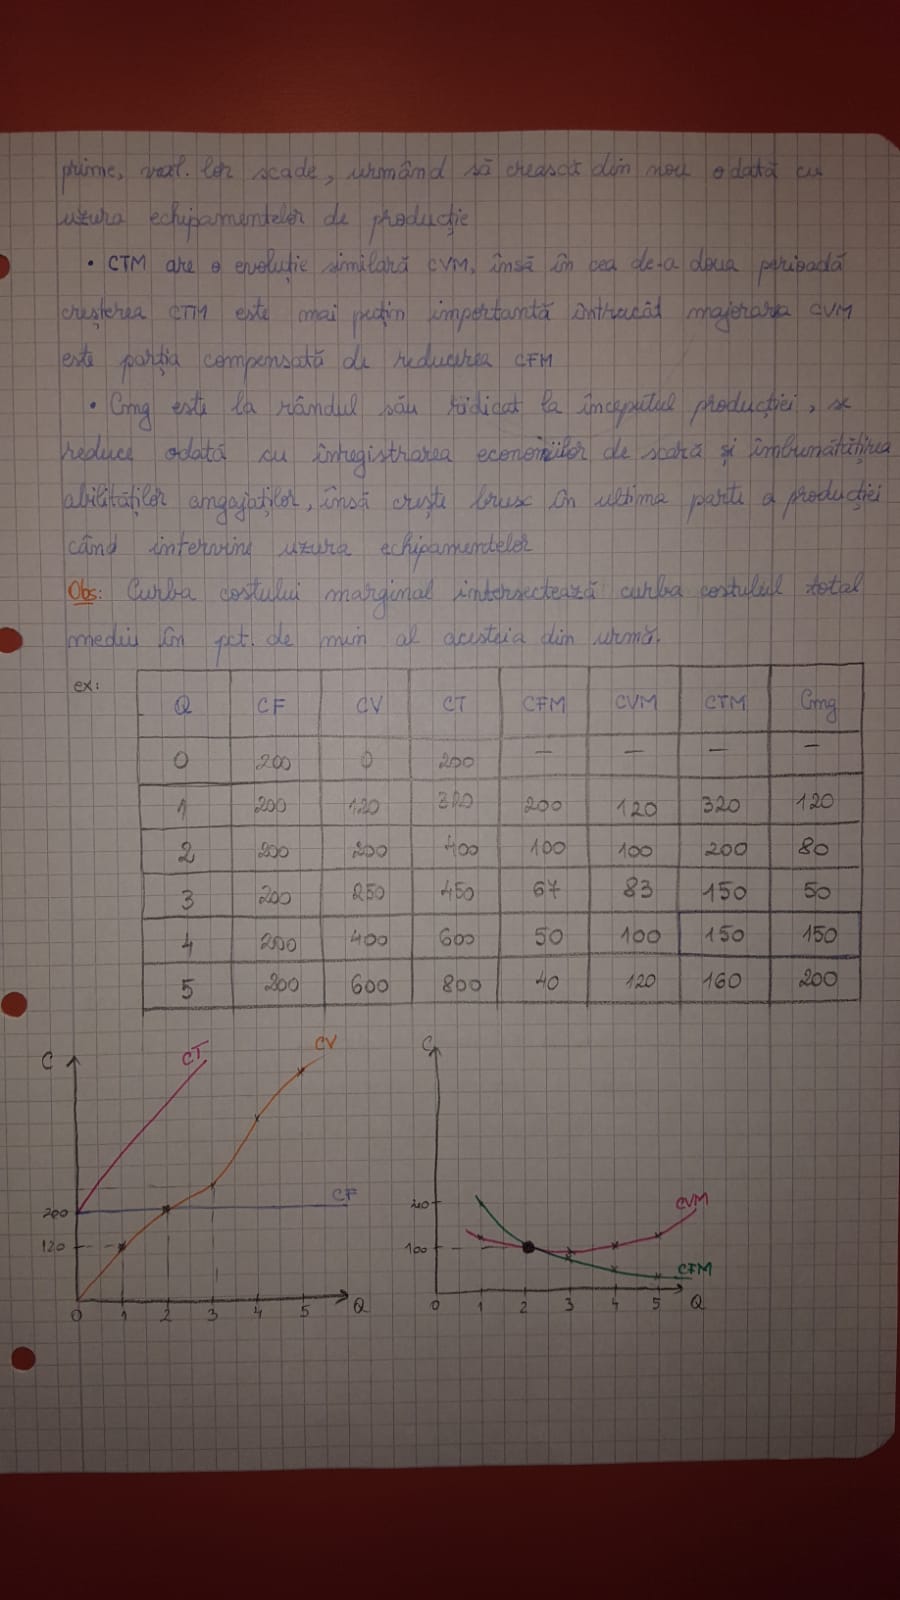 prime, val. lor scade, urmând să crească din nou odată cu
uzura echipamentelor de producție
• CTM are o evoluție similară CVM, însă în cea de-a doua perioadă
creșterea CTM este mai puțin importantă întrucât majorarea CVM
este parția compensată de reducerea CFM
• Cmg este la rândul său ridicat la începutul producției, se
reduce odată cu înregistrarea economiilor de scară și îmbunătățirea
abilităților angajaților, însă crește brusc în ultima parte a producției
când intervine uzura echipamentelor
Obs: Curba costului marginal intersectează curba costului total
mediu în pct. de min al acesteia din urmă.
ex:
Q CF CV CT CFM CVM CTM Cmg
0 200 0 200 - - - -
1 200 120 320 200 120 320 120
2 200 200 400 100 100 200 80
3 200 250 450 67 83 150 50
4 200 400 600 50 100 150 150
5 200 600 800 40 120 160 200
C
CT
CV
200
CF
120
0 1 2 3 4 5 Q
C
CVM
100
CFM
0 1 2 3 4 5 Q